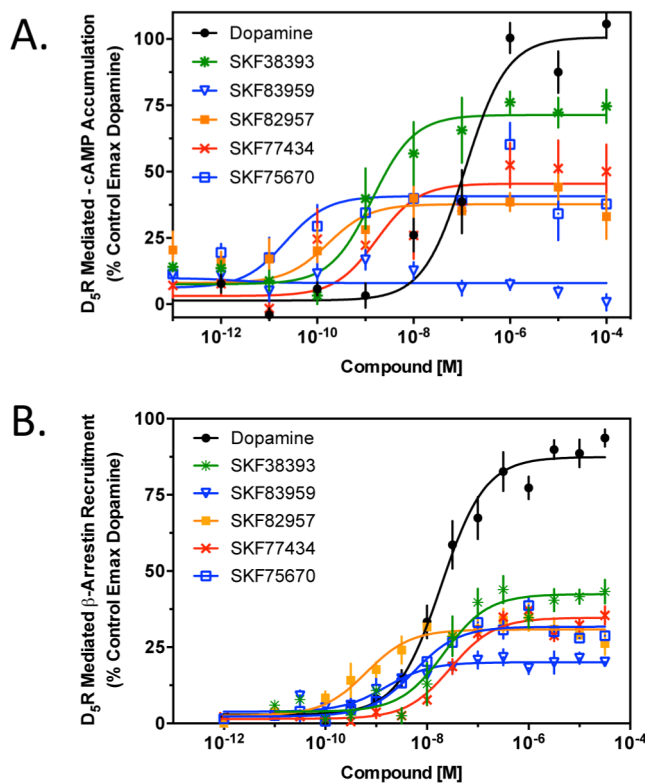 A.
D₅R Mediated - cAMP Accumulation
(% Control Emax Dopamine)
100
75
50
25
0
Dopamine
SKF38393
SKF83959
SKF82957
SKF77434
SKF75670
10⁻¹² 10⁻¹⁰ 10⁻⁸ 10⁻⁶ 10⁻⁴
Compound [M]
B.
D₅R Mediated β-Arrestin Recruitment
(% Control Emax Dopamine)
100
75
50
25
0
Dopamine
SKF38393
SKF83959
SKF82957
SKF77434
SKF75670
10⁻¹² 10⁻¹⁰ 10⁻⁸ 10⁻⁶ 10⁻⁴
Compound [M]